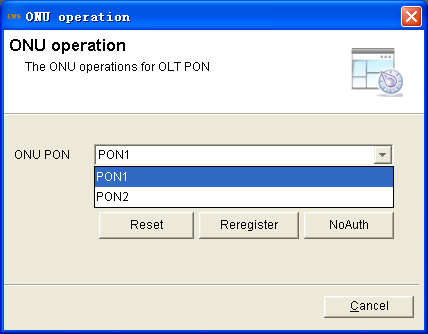 EMS ONU operation
ONU operation
The ONU operations for OLT PON
ONU PON PON1
PON1
PON2
Reset Reregister NoAuth
Cancel